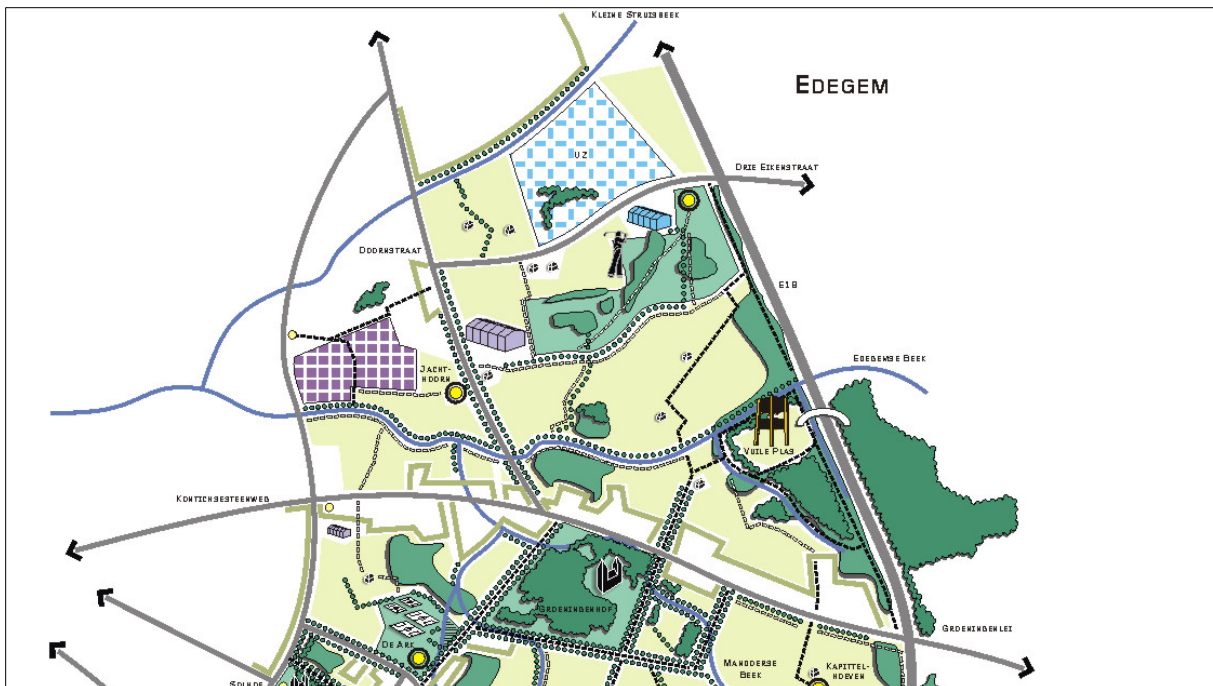 KLEINE STRUISBEEK
EDEGEM
UZ
DRIE EIKENSTRAAT
DOORNSTRAAT
E19
EDEGEMSE BEEK
JACHT-
HOORN
VUILE PLAS
KONTICHSESTEENWEG
GROENINGENHOF
GROENINGENLEI
DE ARK
MANDOERSE
BEEK
KAPITTEL-
HOEVEN